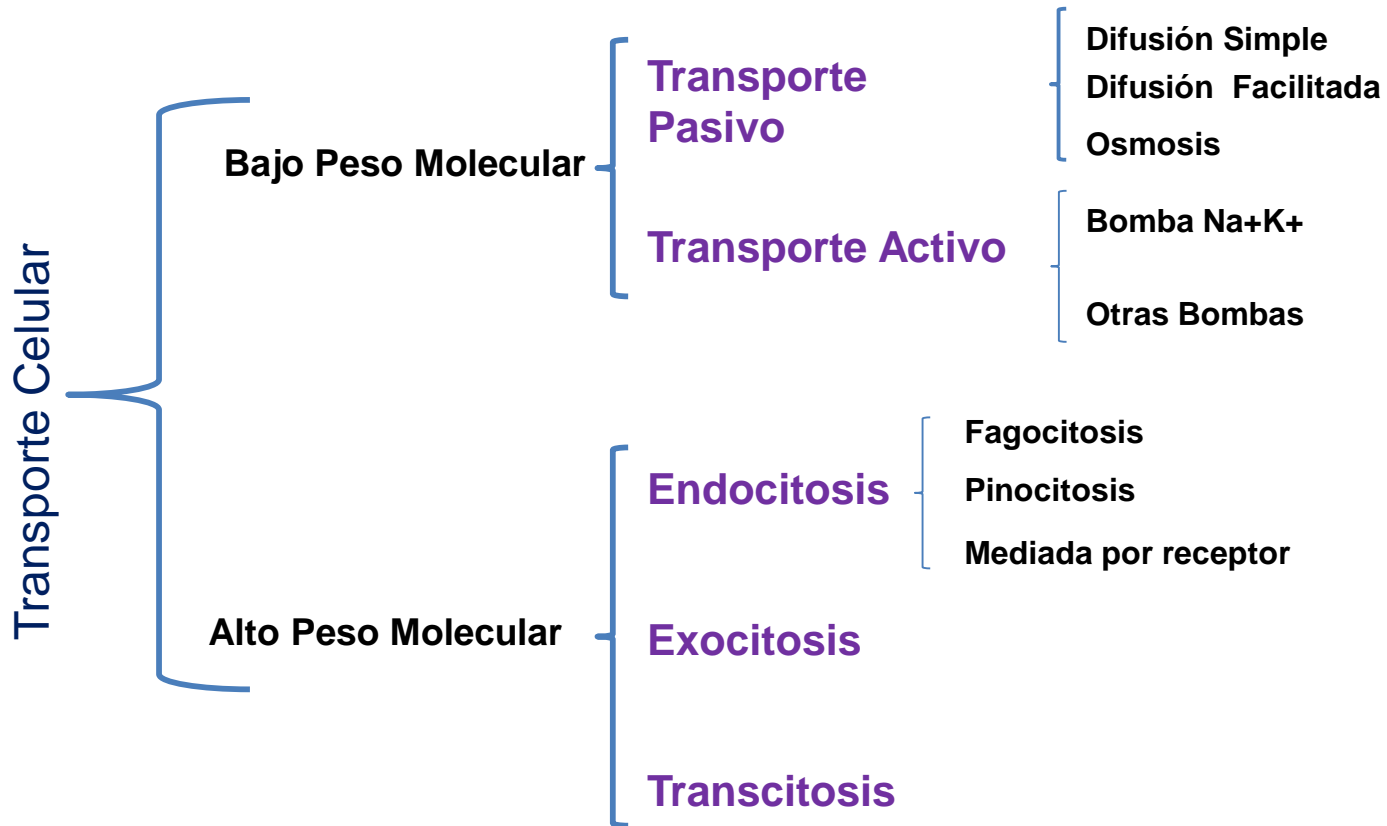 Transporte Celular
Bajo Peso Molecular
Transporte
Pasivo
Difusión Simple
Difusión Facilitada
Osmosis
Transporte Activo
Bomba Na+K+
Otras Bombas
Alto Peso Molecular
Endocitosis
Fagocitosis
Pinocitosis
Mediada por receptor
Exocitosis
Transcitosis